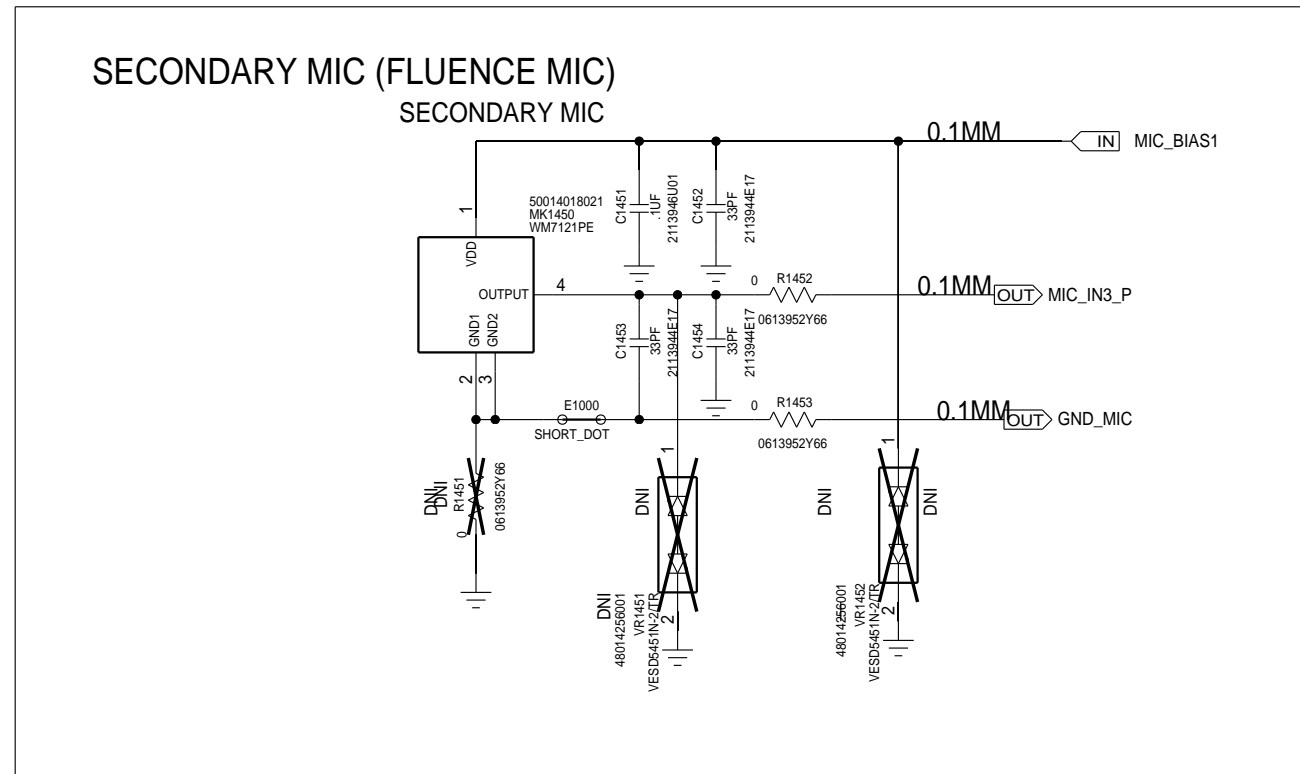 SECONDARY MIC (FLUENCE MIC)
SECONDARY MIC
0.1MM
IN
MIC_BIAS1
50014018021
MK1450
WM7121PE
1
VDD
C1451
.1UF
2113946U01
C1452
33PF
2113944E17
OUTPUT
4
0
R1452
0613952Y66
0.1MM
OUT
MIC_IN3_P
GND1
GND2
2
3
C1453
33PF
2113944E17
C1454
33PF
2113944E17
E1000
SHORT_DOT
0
R1453
0613952Y66
0.1MM
OUT
GND_MIC
DNI
DNI
R1451
0
0613952Y66
DNI
1
DNI
48014256001
VR1451
VESD5451N-2/TR
2
DNI
1
DNI
48014256001
VR1452
VESD5451N-2/TR
2